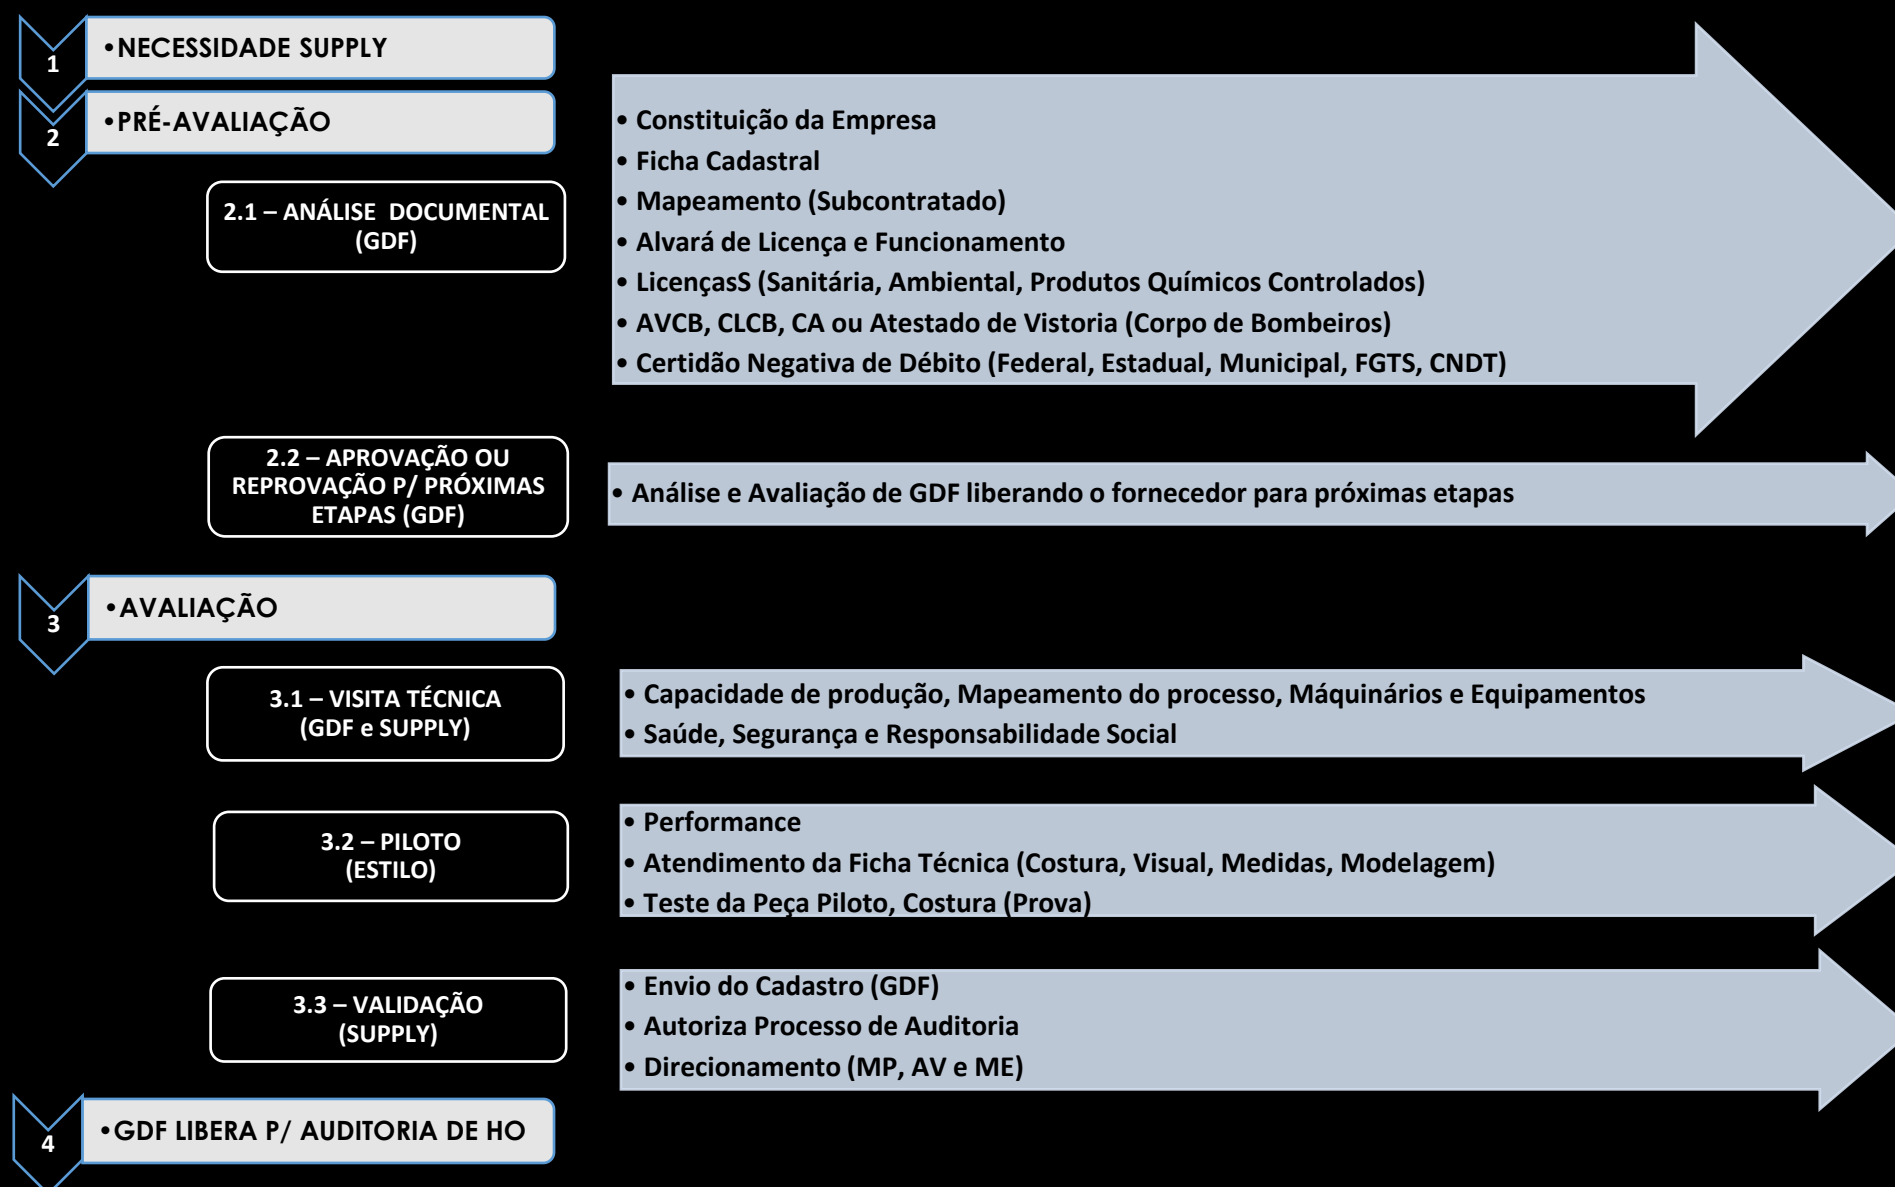 1
•NECESSIDADE SUPPLY
2
•PRÉ-AVALIAÇÃO
2.1 – ANÁLISE DOCUMENTAL
(GDF)
• Constituição da Empresa
• Ficha Cadastral
• Mapeamento (Subcontratado)
• Alvará de Licença e Funcionamento
• LicençasS (Sanitária, Ambiental, Produtos Químicos Controlados)
• AVCB, CLCB, CA ou Atestado de Vistoria (Corpo de Bombeiros)
• Certidão Negativa de Débito (Federal, Estadual, Municipal, FGTS, CNDT)
2.2 – APROVAÇÃO OU
REPROVAÇÃO P/ PRÓXIMAS
ETAPAS (GDF)
• Análise e Avaliação de GDF liberando o fornecedor para próximas etapas
3
•AVALIAÇÃO
3.1 – VISITA TÉCNICA
(GDF e SUPPLY)
• Capacidade de produção, Mapeamento do processo, Máquinários e Equipamentos
• Saúde, Segurança e Responsabilidade Social
3.2 – PILOTO
(ESTILO)
• Performance
• Atendimento da Ficha Técnica (Costura, Visual, Medidas, Modelagem)
• Teste da Peça Piloto, Costura (Prova)
3.3 – VALIDAÇÃO
(SUPPLY)
• Envio do Cadastro (GDF)
• Autoriza Processo de Auditoria
• Direcionamento (MP, AV e ME)
4
•GDF LIBERA P/ AUDITORIA DE HO